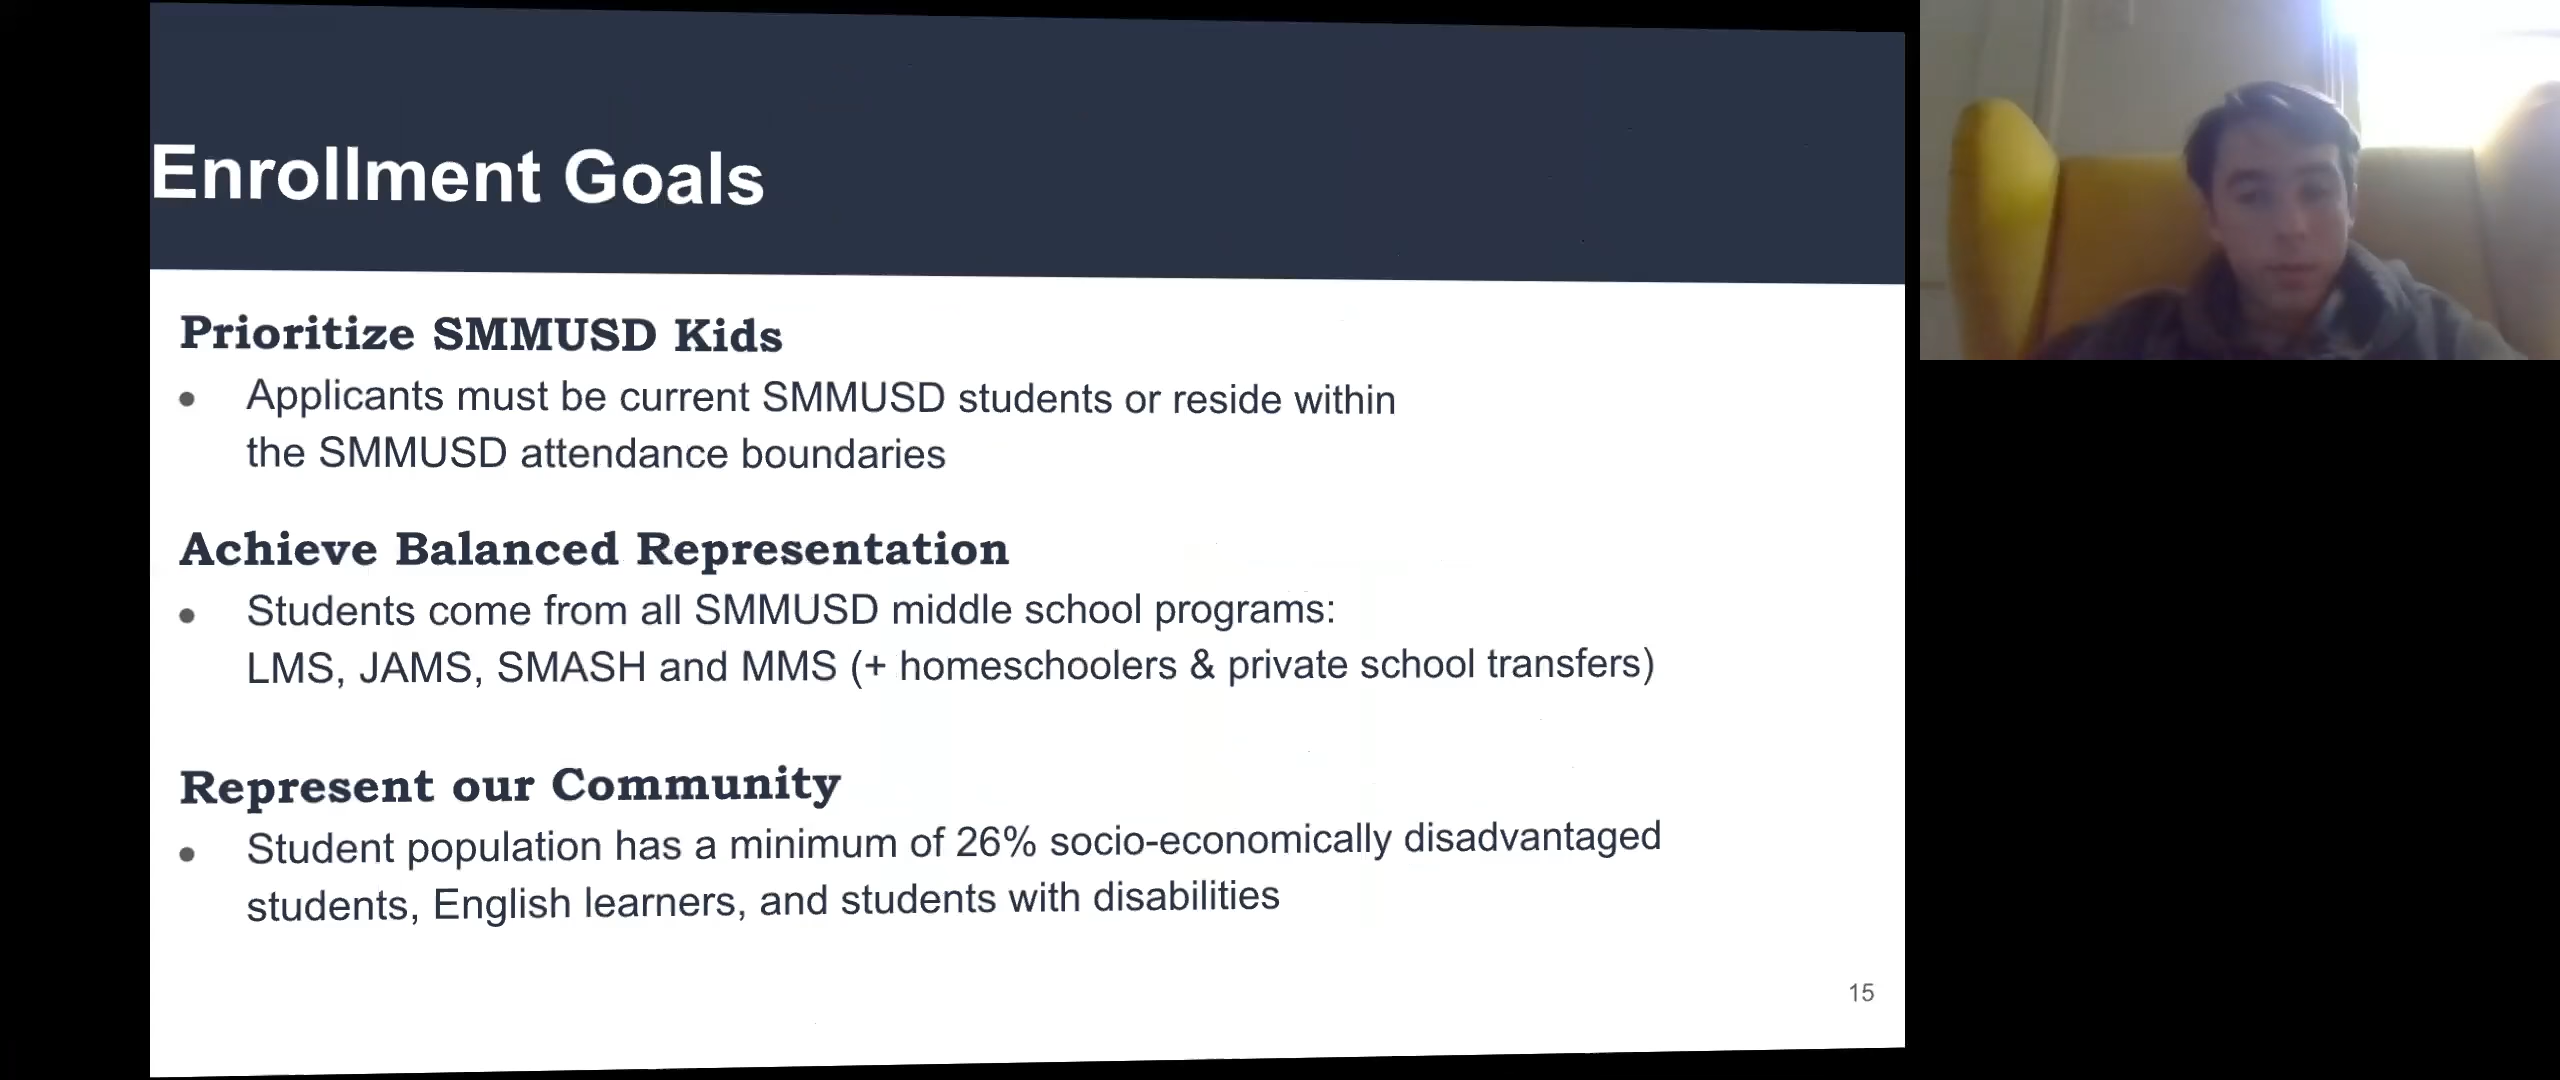 Enrollment Goals
Prioritize SMMUSD Kids
• Applicants must be current SMMUSD students or reside within
the SMMUSD attendance boundaries
Achieve Balanced Representation
• Students come from all SMMUSD middle school programs:
LMS, JAMS, SMASH and MMS (+ homeschoolers & private school transfers)
Represent our Community
• Student population has a minimum of 26% socio-economically disadvantaged
students, English learners, and students with disabilities
15